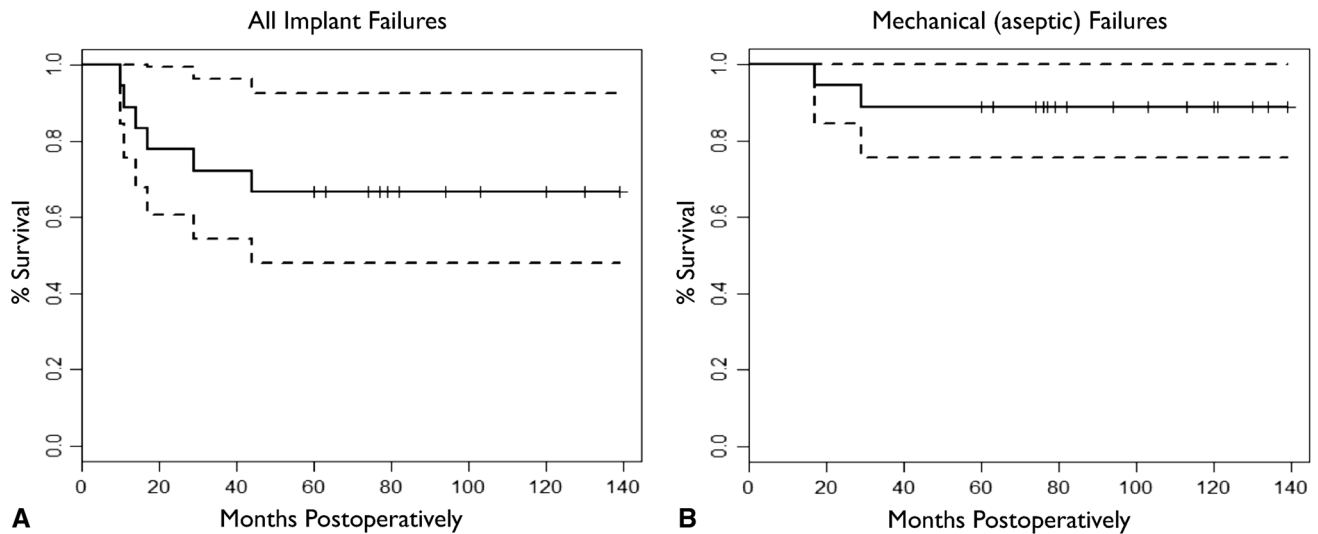 All Implant Failures
1.0
0.8
0.6
0.4
0.2
0.0
% Survival
0 20 40 60 80 100 120 140
Months Postoperatively
A
Mechanical (aseptic) Failures
1.0
0.8
0.6
0.4
0.2
0.0
% Survival
0 20 40 60 80 100 120 140
Months Postoperatively
B